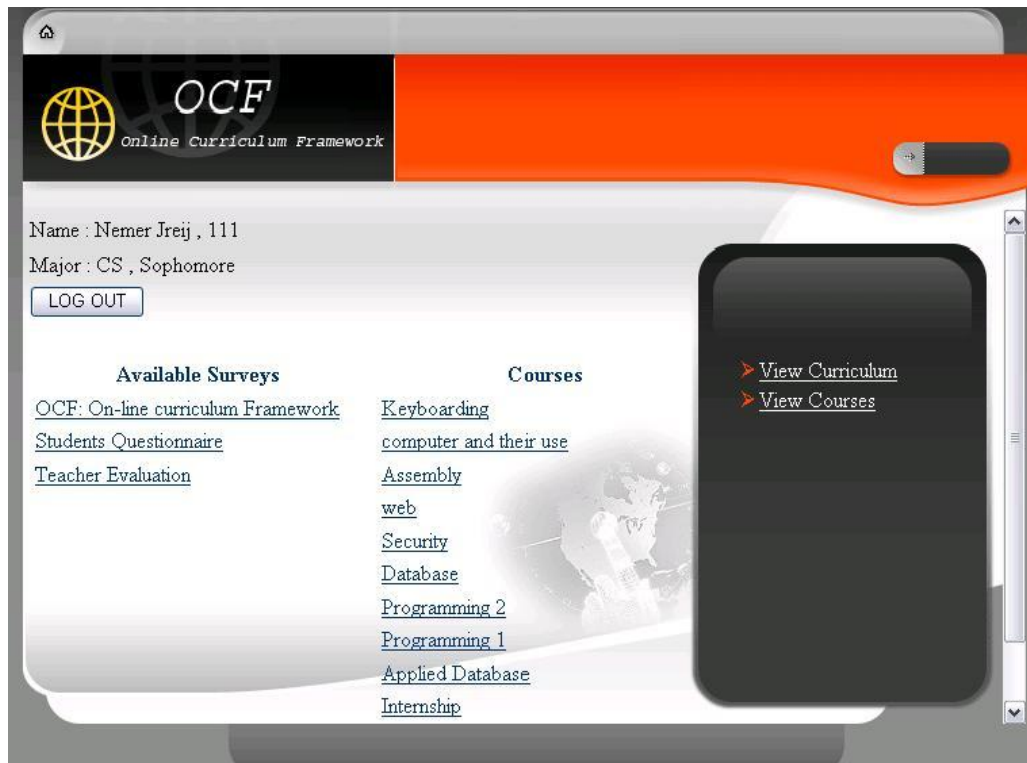 OCF
Online Curriculum Framework
Name : Nemer Jreij , 111
Major : CS , Sophomore
LOG OUT
Available Surveys
OCF: On-line curriculum Framework
Students Questionnaire
Teacher Evaluation
Courses
Keyboarding
computer and their use
Assembly
web
Security
Database
Programming 2
Programming 1
Applied Database
Internship
View Curriculum
View Courses